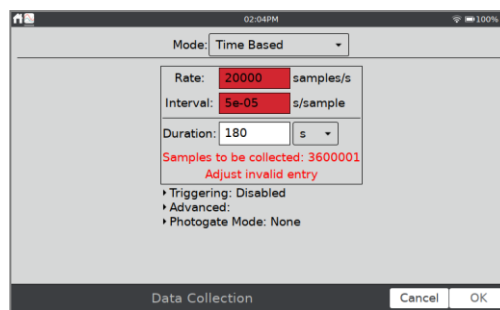 02:04PM
100%
Mode: Time Based
Rate: 20000 samples/s
Interval: 5e-05 s/sample
Duration: 180 s
Samples to be collected: 3600001
Adjust invalid entry
Triggering: Disabled
Advanced:
Photogate Mode: None
Data Collection Cancel OK